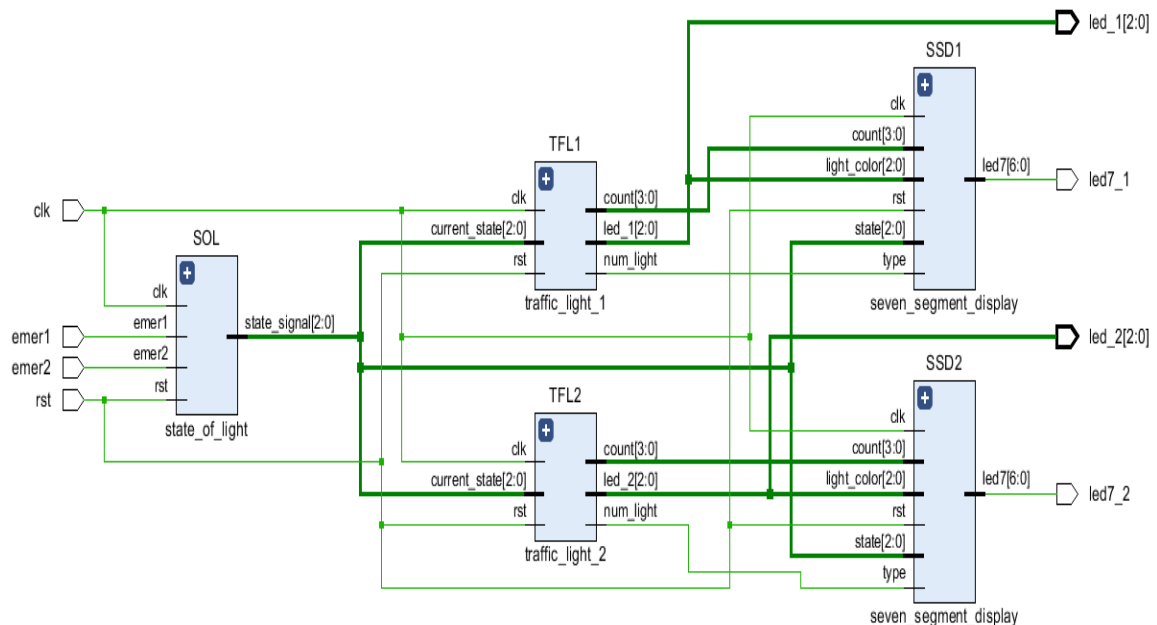 led_1[2:0]
SSD1
clk
count[3:0]
light_color[2:0]
led7[6:0]
led7_1
rst
state[2:0]
type
seven_segment_display
TFL1
clk
count[3:0]
current_state[2:0]
led_1[2:0]
rst
num_light
traffic_light_1
clk
SOL
clk
emer1
emer1
state_signal[2:0]
emer2
emer2
rst
rst
state_of_light
led_2[2:0]
TFL2
clk
count[3:0]
current_state[2:0]
led_2[2:0]
rst
num_light
traffic_light_2
SSD2
clk
count[3:0]
light_color[2:0]
led7[6:0]
led7_2
rst
state[2:0]
type
seven_segment_display